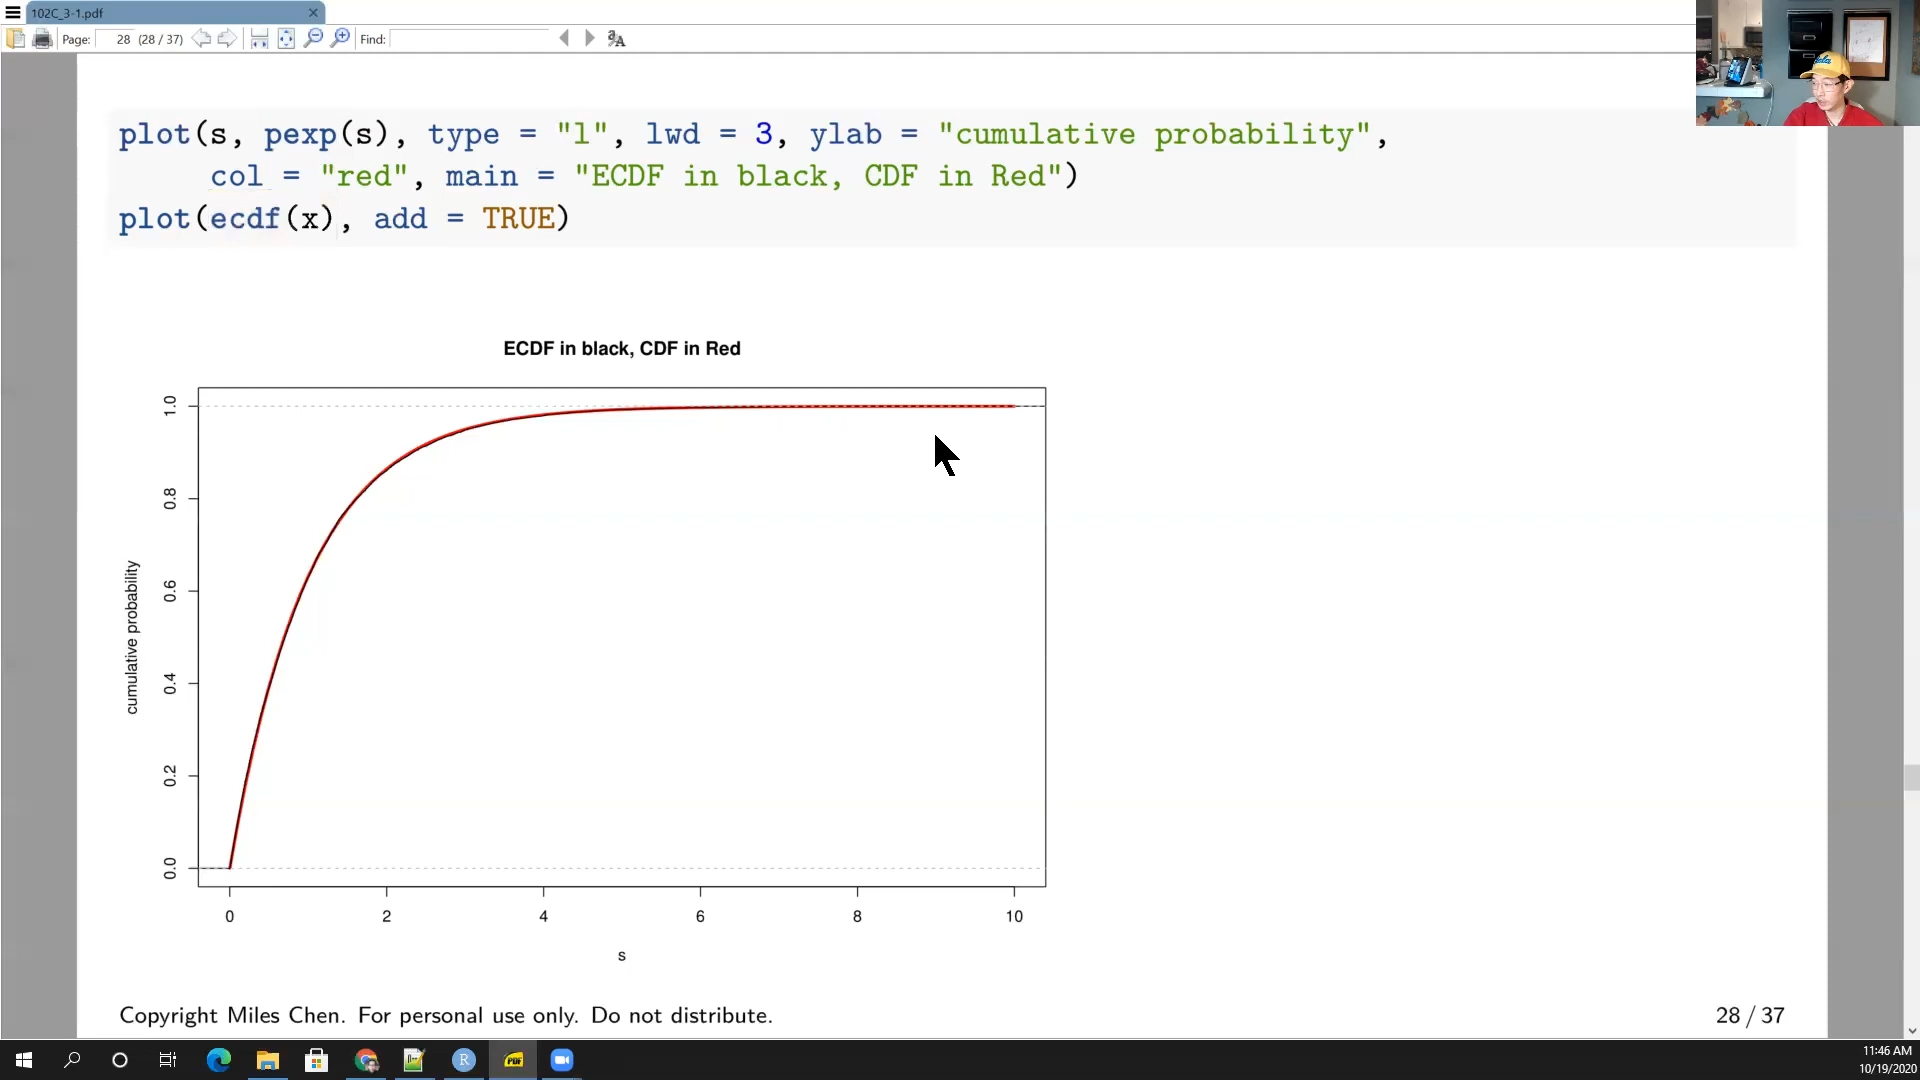 102C_3-1.pdf
Page: 28 (28 / 37) Find:
plot(s, pexp(s), type = "l", lwd = 3, ylab = "cumulative probability",
col = "red", main = "ECDF in black, CDF in Red")
plot(ecdf(x), add = TRUE)
ECDF in black, CDF in Red
1.0
0.8
0.6
0.4
0.2
0.0
cumulative probability
0 2 4 6 8 10
s
Copyright Miles Chen. For personal use only. Do not distribute.
28 / 37
R
PDF
11:46 AM
10/19/2020